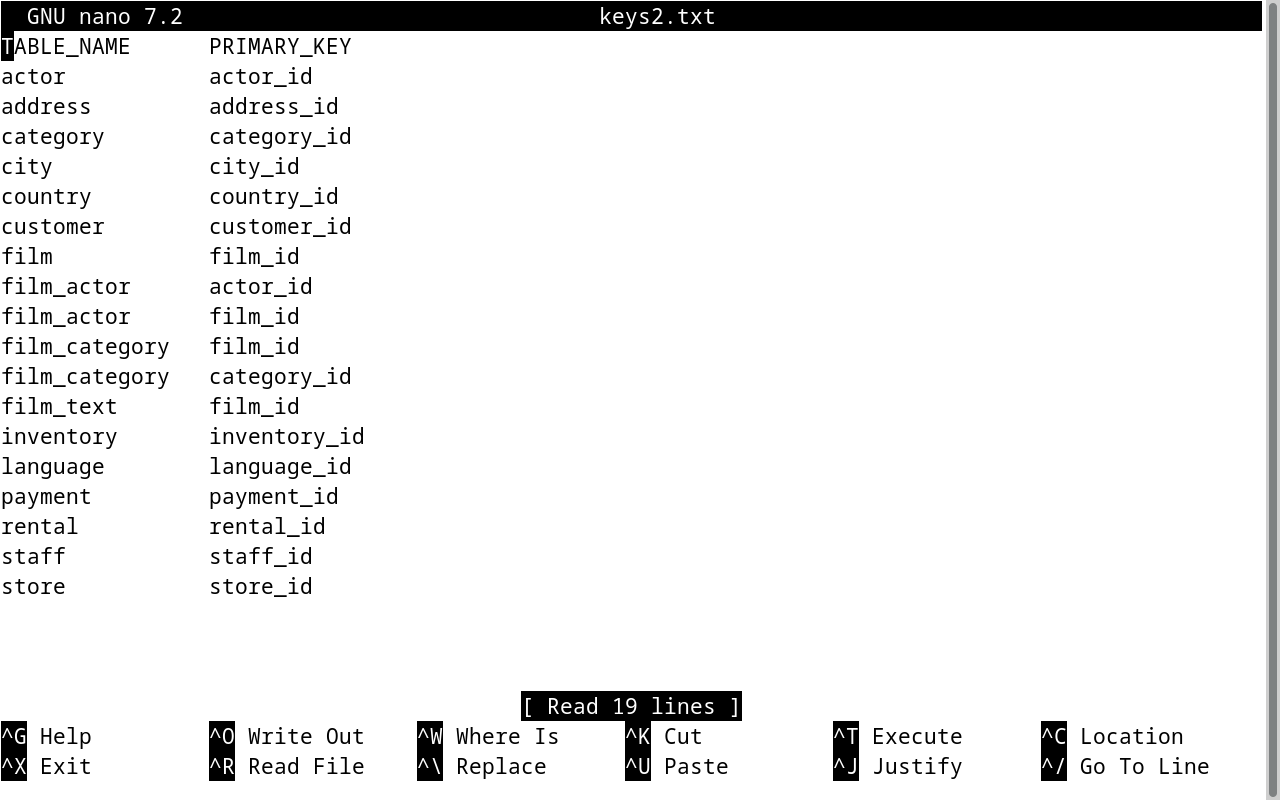 GNU nano 7.2 keys2.txt
TABLE_NAME PRIMARY_KEY
actor actor_id
address address_id
category category_id
city city_id
country country_id
customer customer_id
film film_id
film_actor actor_id
film_actor film_id
film_category film_id
film_category category_id
film_text film_id
inventory inventory_id
language language_id
payment payment_id
rental rental_id
staff staff_id
store store_id
[ Read 19 lines ]
^G Help ^O Write Out ^W Where Is ^K Cut ^T Execute ^C Location
^X Exit ^R Read File ^\ Replace ^U Paste ^J Justify ^/ Go To Line